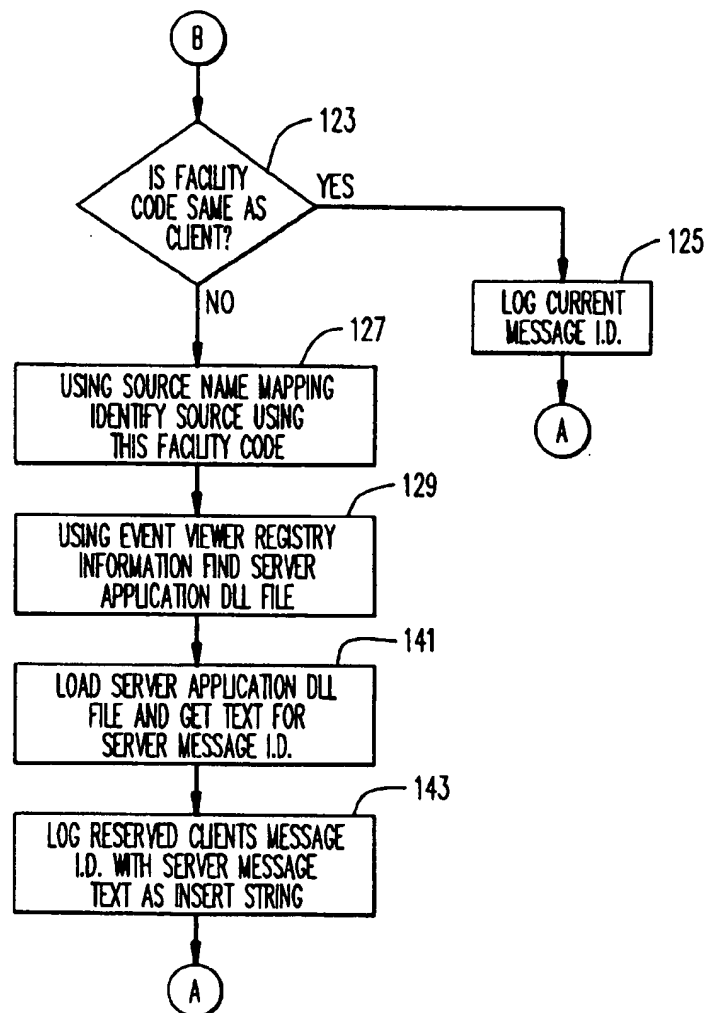 B
123
IS FACILITY
CODE SAME AS
CLIENT?
YES
125
LOG CURRENT
MESSAGE I.D.
A
NO
127
USING SOURCE NAME MAPPING
IDENTIFY SOURCE USING
THIS FACILITY CODE
129
USING EVENT VIEWER REGISTRY
INFORMATION FIND SERVER
APPLICATION DLL FILE
141
LOAD SERVER APPLICATION DLL
FILE AND GET TEXT FOR
SERVER MESSAGE I.D.
143
LOG RESERVED CLIENTS MESSAGE
I.D. WITH SERVER MESSAGE
TEXT AS INSERT STRING
A